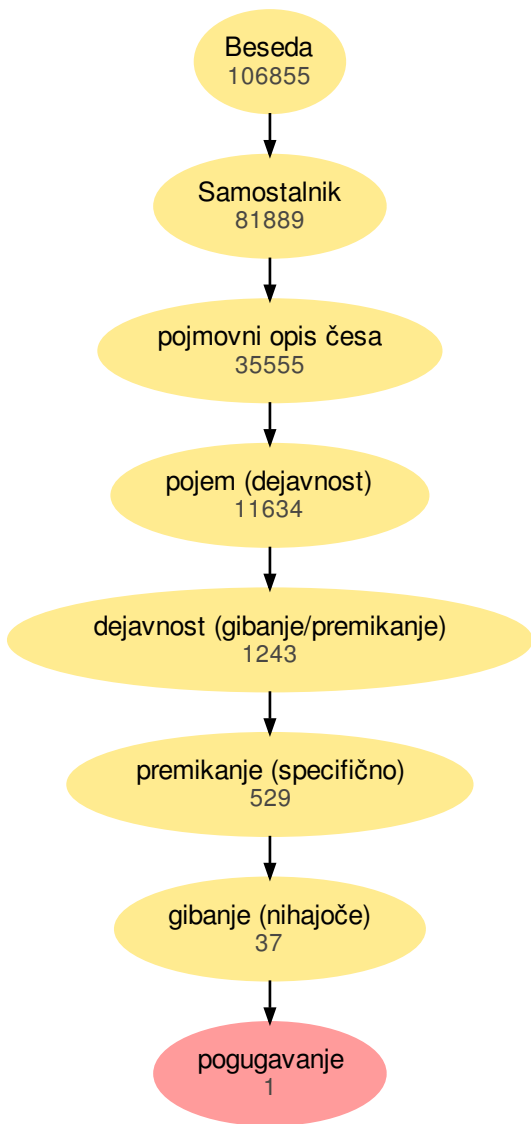 Beseda
106855
Samostalnik
81889
pojmovni opis česa
35555
pojem (dejavnost)
11634
dejavnost (gibanje/premikanje)
1243
premikanje (specifično)
529
gibanje (nihajoče)
37
pogugavanje
1